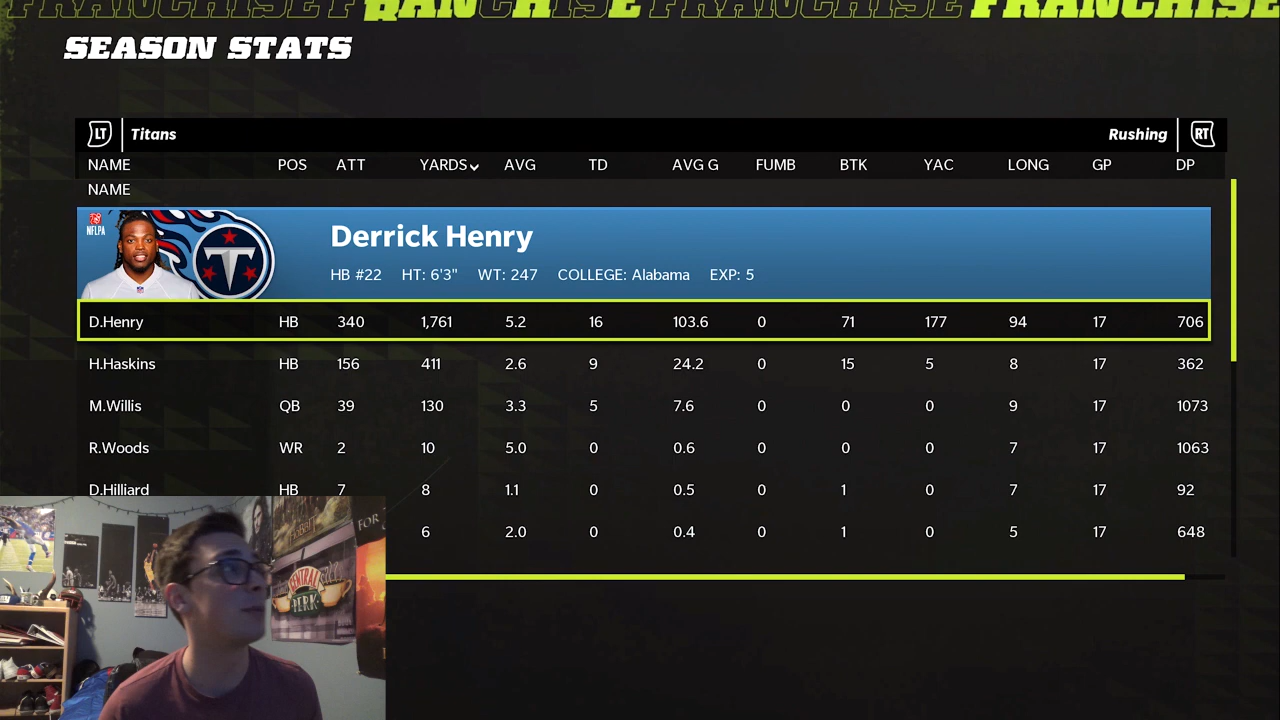 FRANCHISE FRANCHISE FRANCHISE FRANCHISE
SEASON STATS
LT Titans Rushing RT
NAME POS ATT YARDS AVG TD AVG G FUMB BTK YAC LONG GP DP
NAME
NFLPA
Derrick Henry
HB #22 HT: 6'3" WT: 247 COLLEGE: Alabama EXP: 5
D.Henry HB 340 1,761 5.2 16 103.6 0 71 177 94 17 706
H.Haskins HB 156 411 2.6 9 24.2 0 15 5 8 17 362
M.Willis QB 39 130 3.3 5 7.6 0 0 0 9 17 1073
R.Woods WR 2 10 5.0 0 0.6 0 0 0 7 17 1063
D.Hilliard HB 7 8 1.1 0 0.5 0 1 0 7 17 92
6 2.0 0 0.4 0 1 0 5 17 648
FOR
CENTRAL
PERK